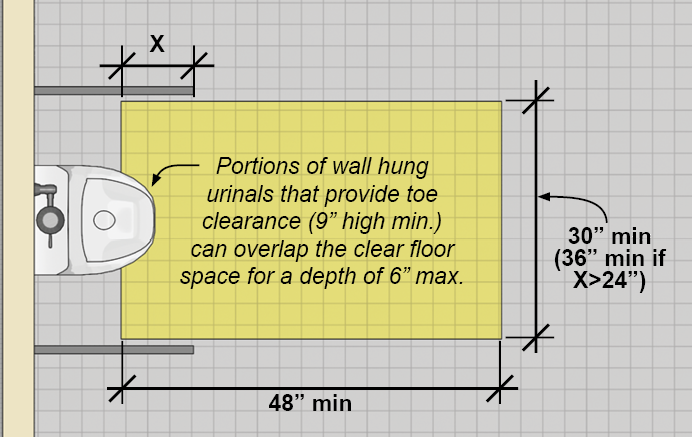 X
Portions of wall hung
urinals that provide toe
clearance (9” high min.)
can overlap the clear floor
space for a depth of 6” max.
30” min
(36” min if
X>24”)
48” min